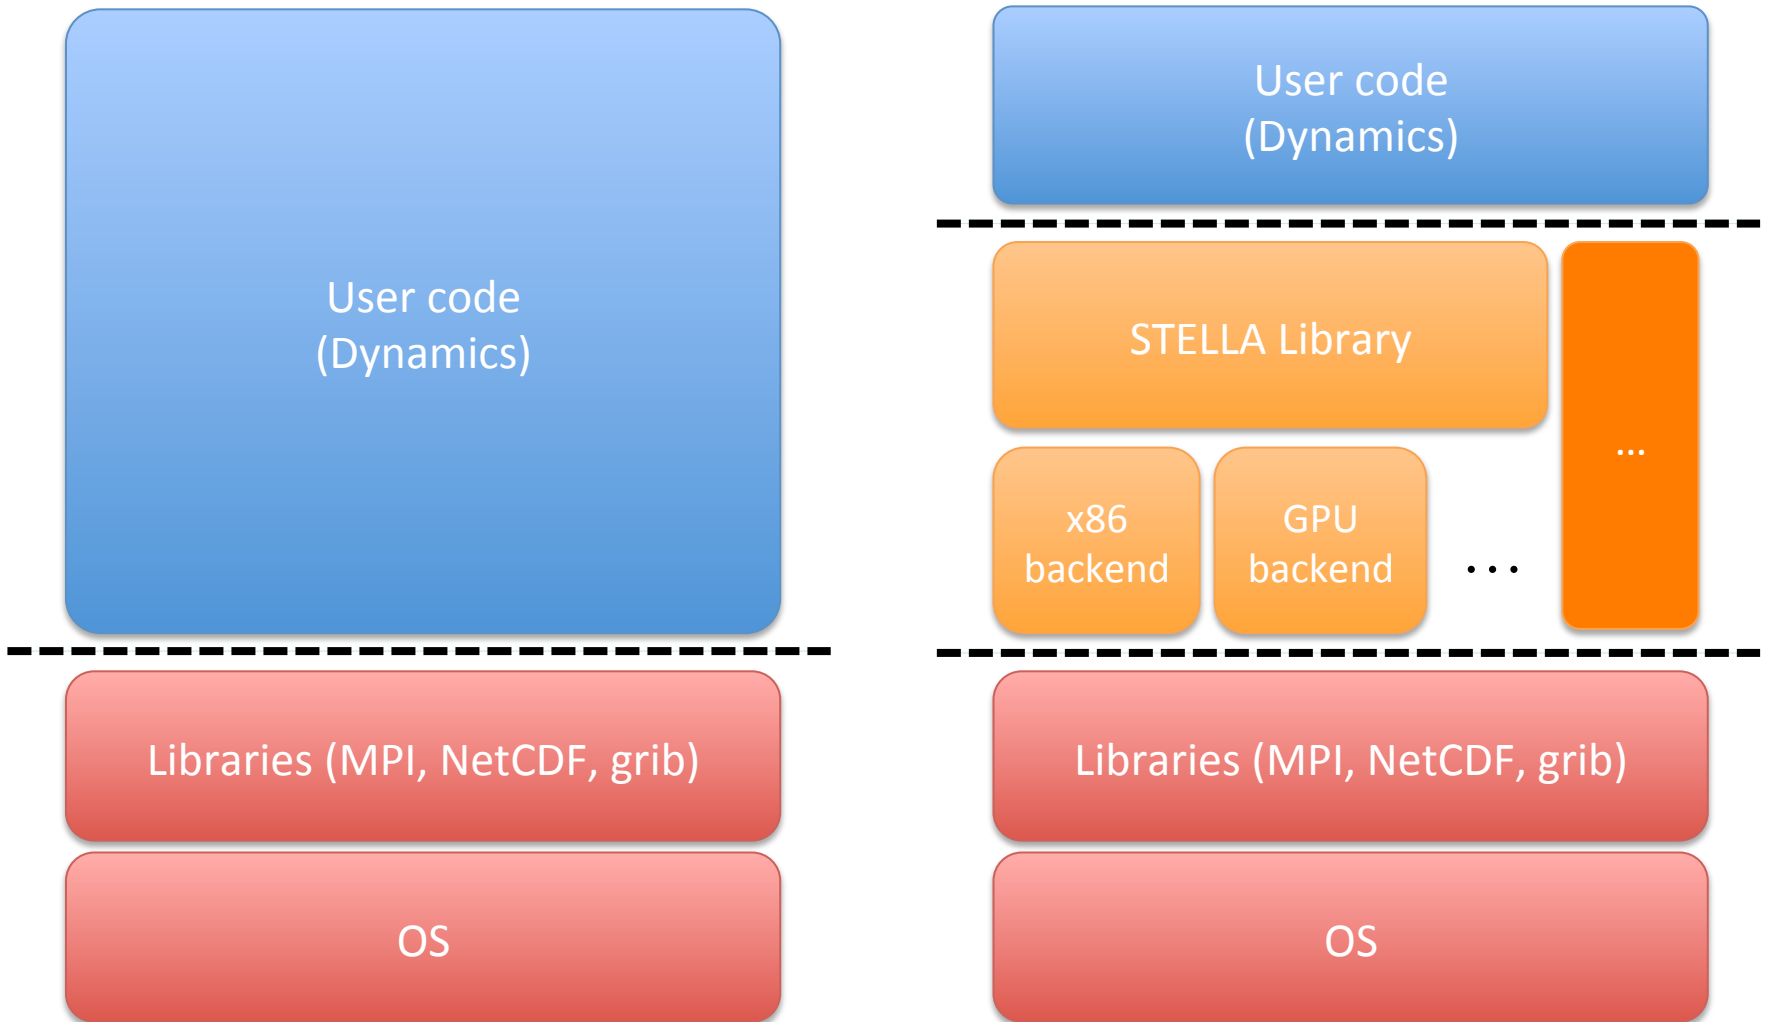 User code
(Dynamics)
Libraries (MPI, NetCDF, grib)
OS
User code
(Dynamics)
STELLA Library
...
x86
backend
GPU
backend
...
Libraries (MPI, NetCDF, grib)
OS